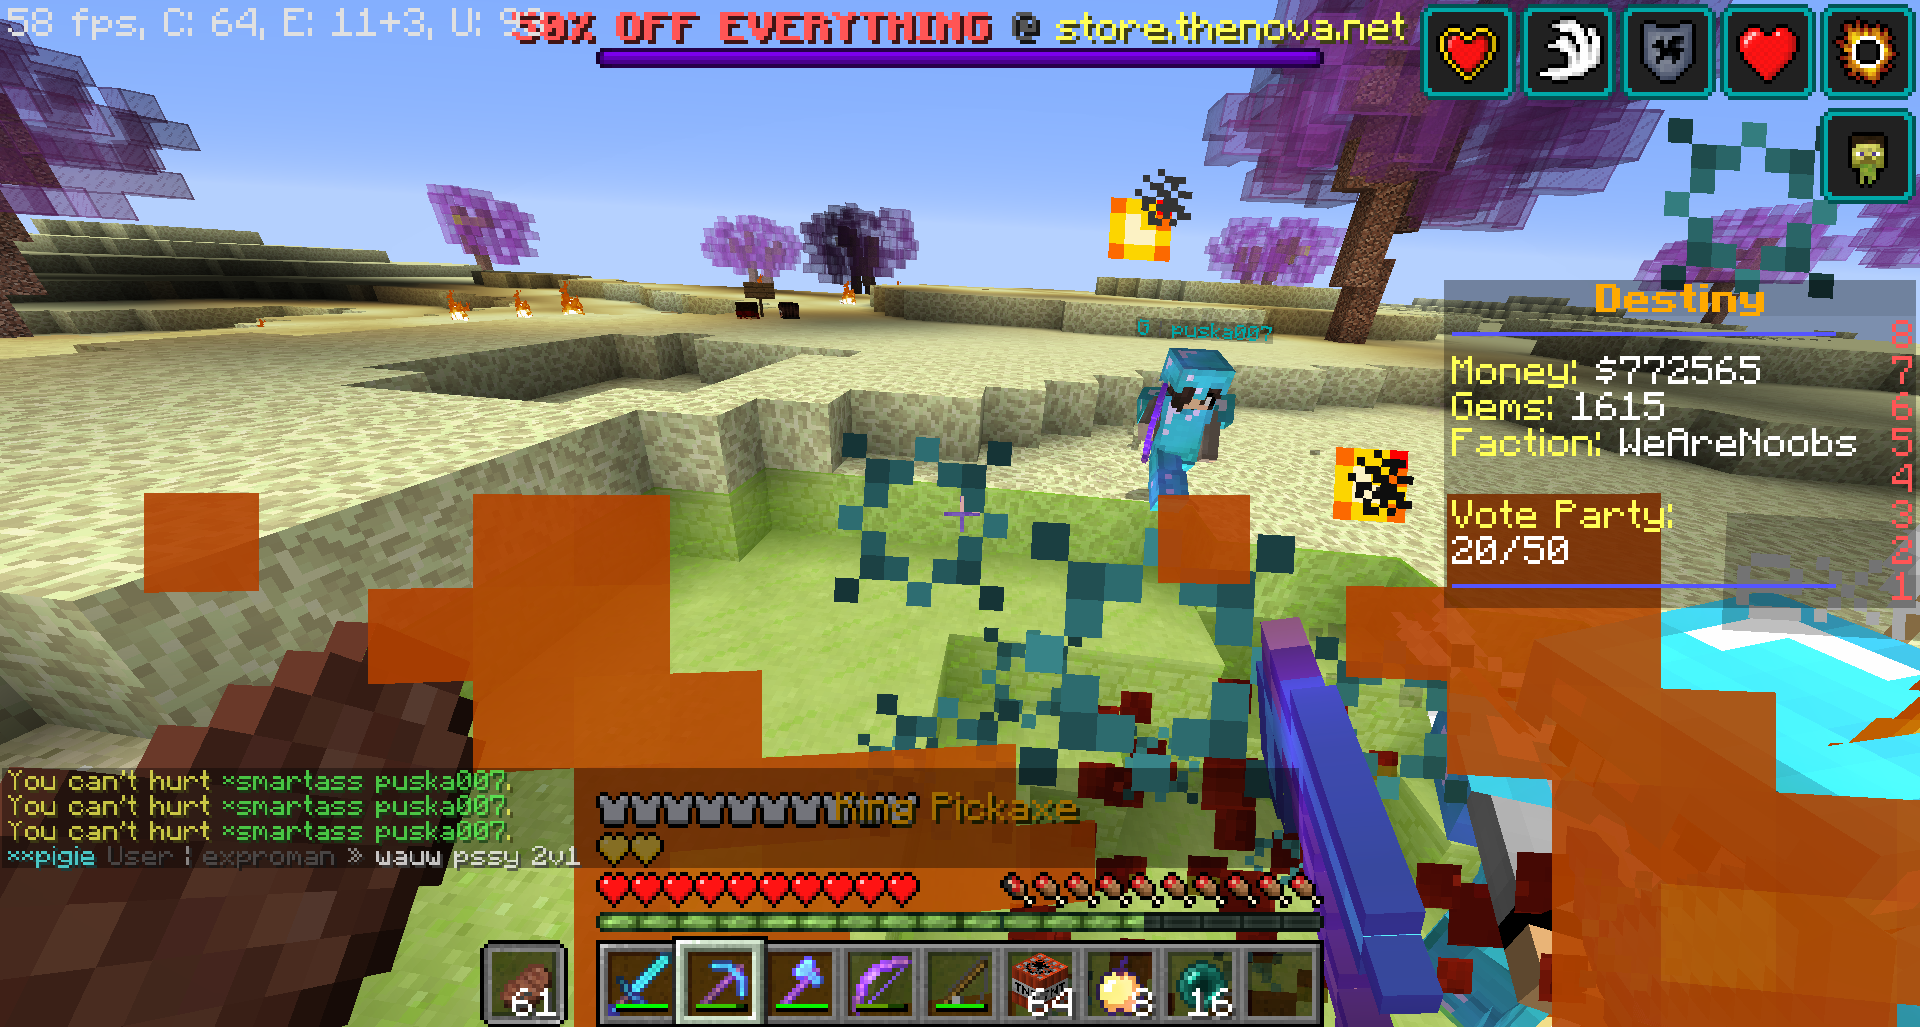 58 fps, C: 64, E: 11+3, U: 
50% OFF EVERYTHING @ store.thenova.net
0 puska007
Destiny
8
Money: $772565 7
Gems: 1615 6
Faction: WeAreNoobs 5
4
Vote Party: 3
20/50 2
1
You can't hurt *smartass puska007.
You can't hurt *smartass puska007.
You can't hurt *smartass puska007.
**pigie User | exproman » wauw pssy 2v1
King Pickaxe
61
TNT
64
8
16